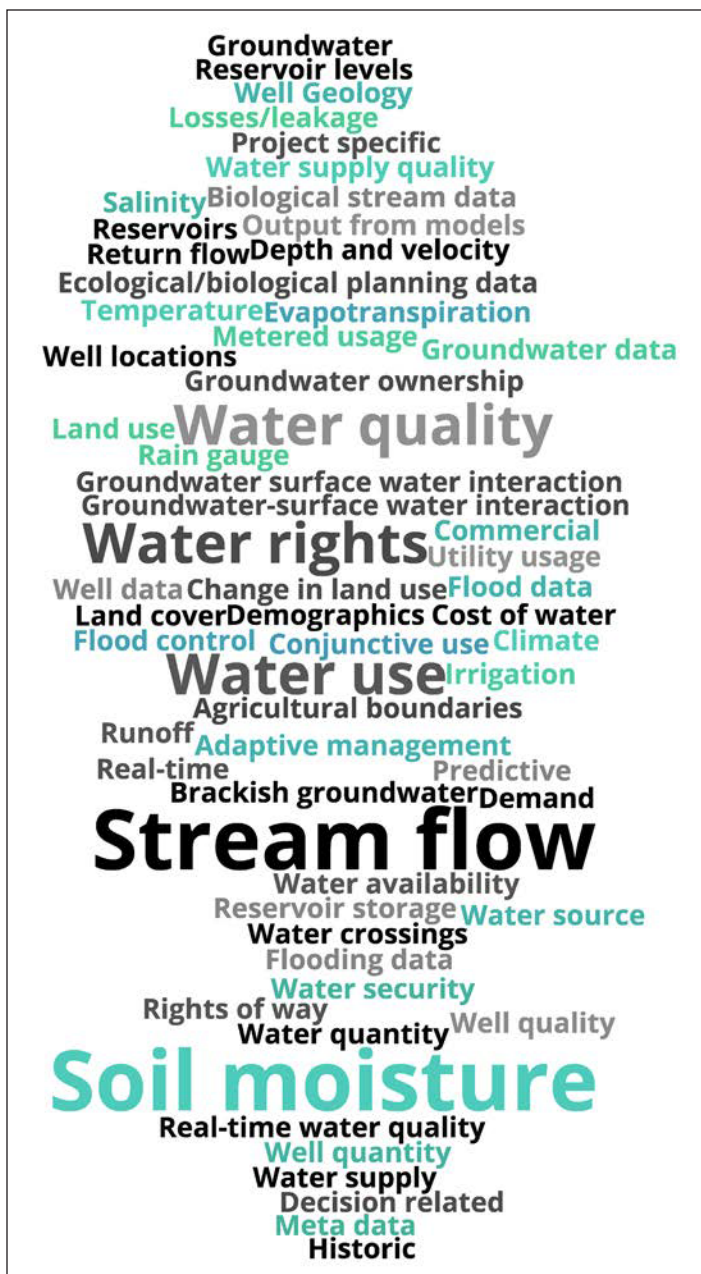 Groundwater
Reservoir levels
Well Geology
Losses/leakage
Project specific
Water supply quality
Salinity Biological stream data
Reservoirs Output from models
Return flow Depth and velocity
Ecological/biological planning data
Temperature Evapotranspiration
Metered usage
Well locations Groundwater data
Groundwater ownership
Land use Water quality
Rain gauge
Groundwater surface water interaction
Groundwater-surface water interaction
Water rights Commercial
Utility usage
Well data Change in land use Flood data
Land cover Demographics Cost of water
Flood control Conjunctive use Climate
Water use Irrigation
Agricultural boundaries
Runoff Adaptive management
Real-time Predictive
Brackish groundwater Demand
Stream flow
Water availability
Reservoir storage Water source
Water crossings
Flooding data
Water security
Rights of way
Water quantity Well quality
Soil moisture
Real-time water quality
Well quantity
Water supply
Decision related
Meta data
Historic